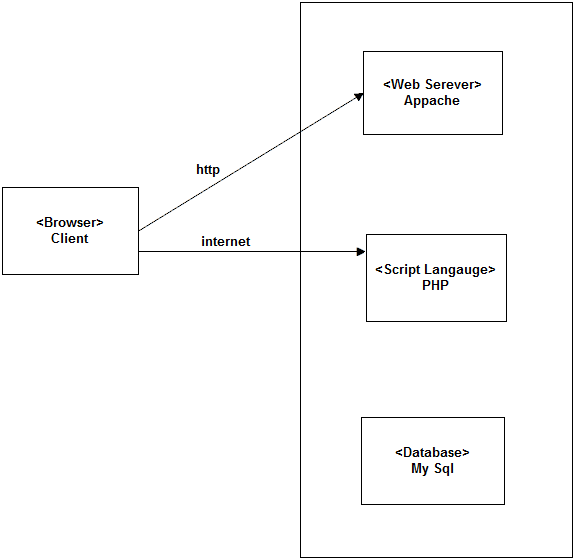 <Web Serever>
Appache
http
<Browser>
Client
internet
<Script Langauge>
PHP
<Database>
My Sql